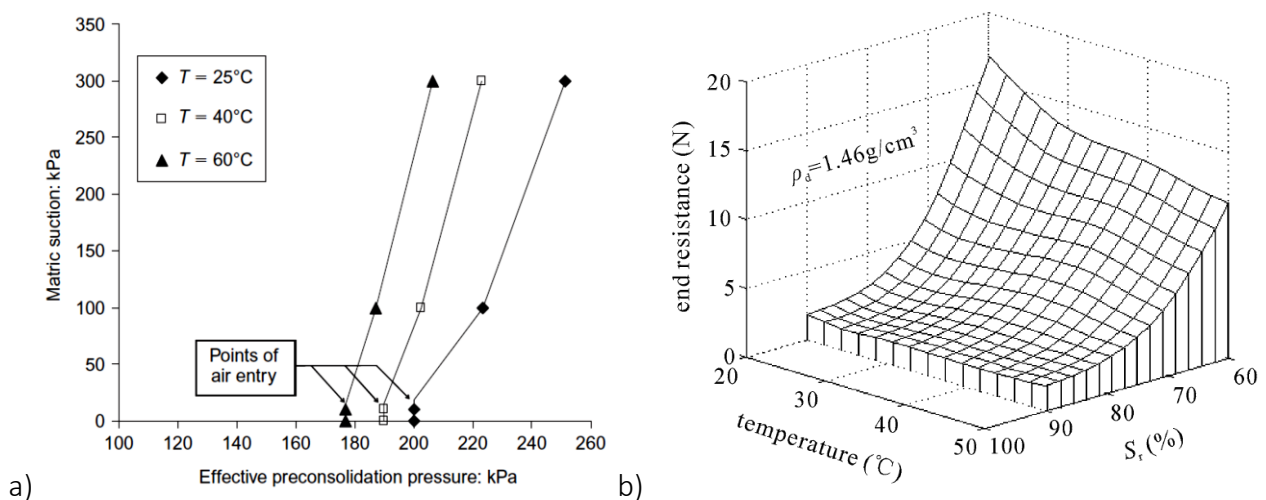 350
300
250
200
150
100
50
0
Matric suction: kPa
T = 25°C
T = 40°C
T = 60°C
Points of
air entry
100 120 140 160 180 200 220 240 260
Effective preconsolidation pressure: kPa
a)
20
15
10
5
0
end resistance (N)
ρd=1.46g/cm³
20
30
40
50
temperature (℃)
100
90
80
70
60
Sr(%)
b)